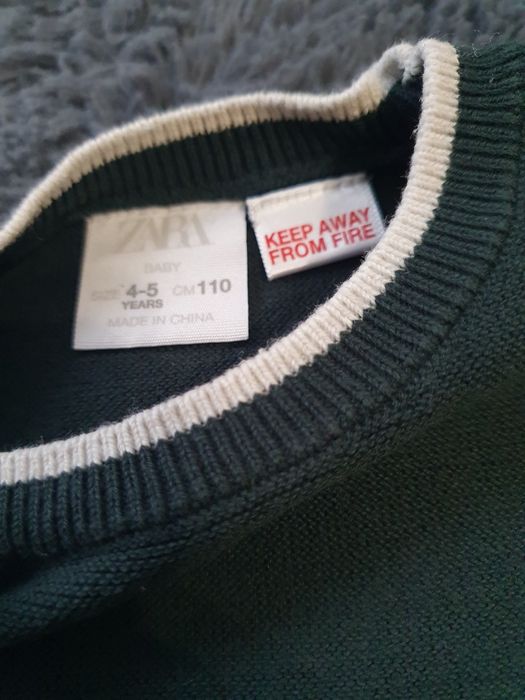 ZARA
BABY
SIZE 4-5 CM 110
YEARS
MADE IN CHINA
KEEP AWAY
FROM FIRE